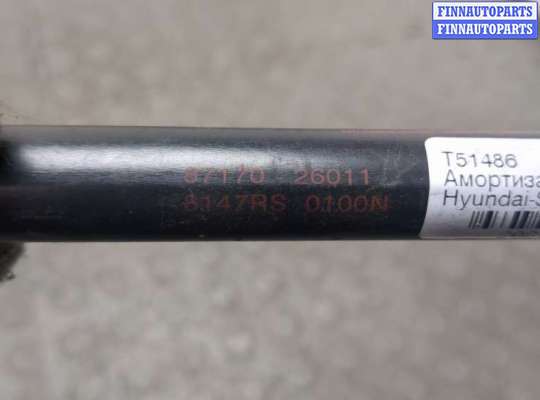 FINNAUTOPARTS
FINNAUTOPARTS
87170 26011
8147RS 0100N
T51486
Амортиза
Hyundai-S